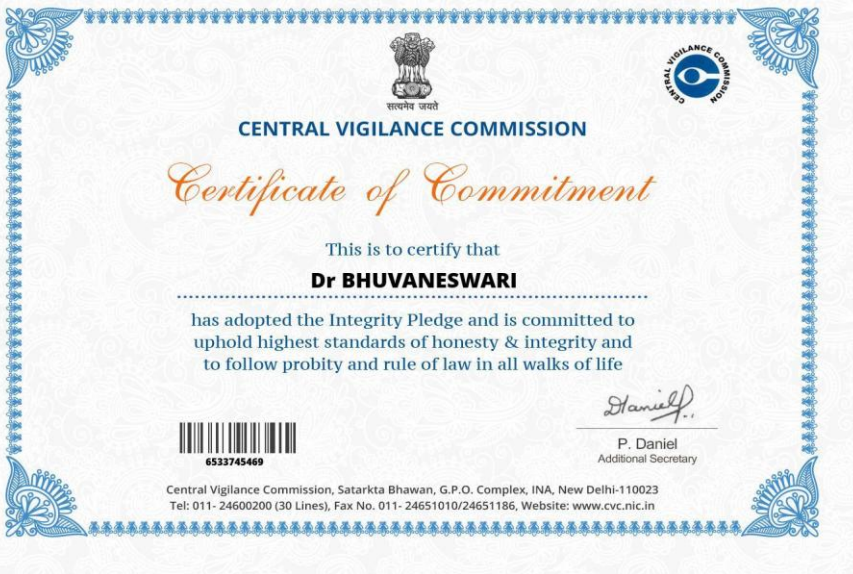 सत्यमेव जयते
CENTRAL VIGILANCE COMMISSION
CENTRAL VIGILANCE COMMISSION
Certificate of Commitment
This is to certify that
Dr BHUVANESWARI
has adopted the Integrity Pledge and is committed to
uphold highest standards of honesty & integrity and
to follow probity and rule of law in all walks of life
Daniel
P. Daniel
Additional Secretary
6533745469
Central Vigilance Commission, Satarkta Bhawan, G.P.O. Complex, INA, New Delhi-110023
Tel: 011- 24600200 (30 Lines), Fax No. 011- 24651010/24651186, Website: www.cvc.nic.in